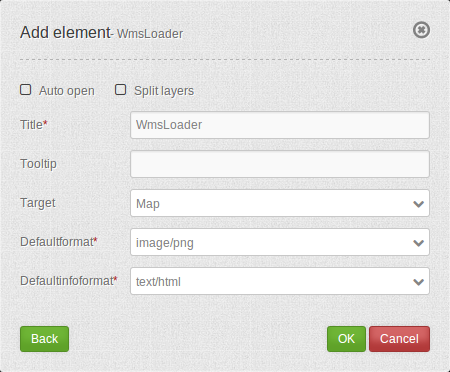 Add element - WmsLoader
Auto open Split layers
Title* WmsLoader
Tooltip
Target Map
Defaultformat* image/png
Defaultinfoformat* text/html
Back OK Cancel